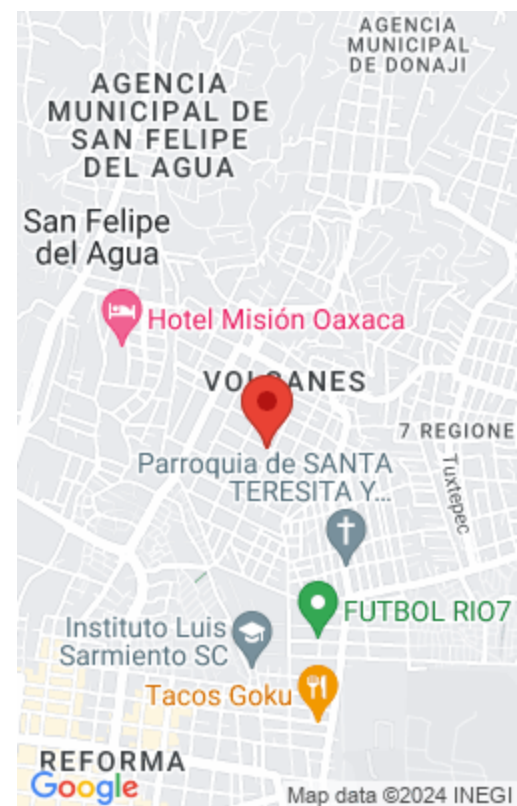 AGENCIA
MUNICIPAL
DE DONAJI
AGENCIA
MUNICIPAL DE
SAN FELIPE
DEL AGUA
San Felipe
del Agua
Hotel Misión Oaxaca
VOLCANES
7 REGIONE
Tuxtepec
Parroquia de SANTA
TERESITA Y...
FUTBOL RIO7
Instituto Luis
Sarmiento SC
Tacos Goku
REFORMA
Google
Map data ©2024 INEGI